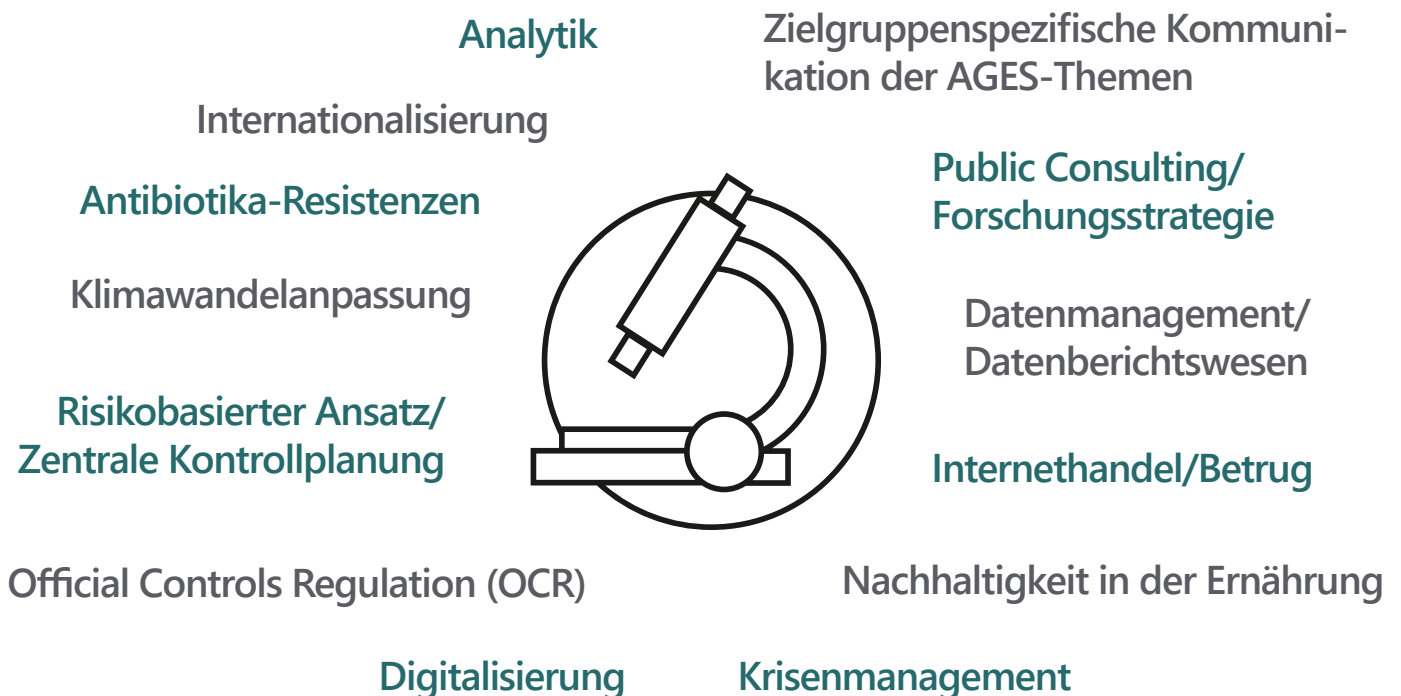 Analytik
Zielgruppenspezifische Kommuni-
kation der AGES-Themen
Internationalisierung
Public Consulting/
Forschungsstrategie
Antibiotika-Resistenzen
Klimawandelanpassung
Datenmanagement/
Datenberichtswesen
Risikobasierter Ansatz/
Zentrale Kontrollplanung
Internethandel/Betrug
Official Controls Regulation (OCR)
Nachhaltigkeit in der Ernährung
Digitalisierung
Krisenmanagement